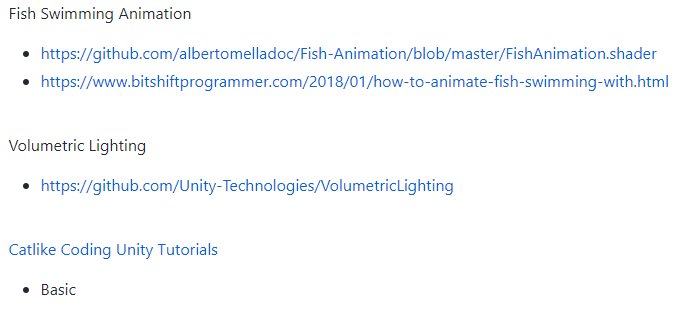 Fish Swimming Animation
https://github.com/albertomelladoc/Fish-Animation/blob/master/FishAnimation.shader
https://www.bitshiftprogrammer.com/2018/01/how-to-animate-fish-swimming-with.html
Volumetric Lighting
https://github.com/Unity-Technologies/VolumetricLighting
Catlike Coding Unity Tutorials
Basic